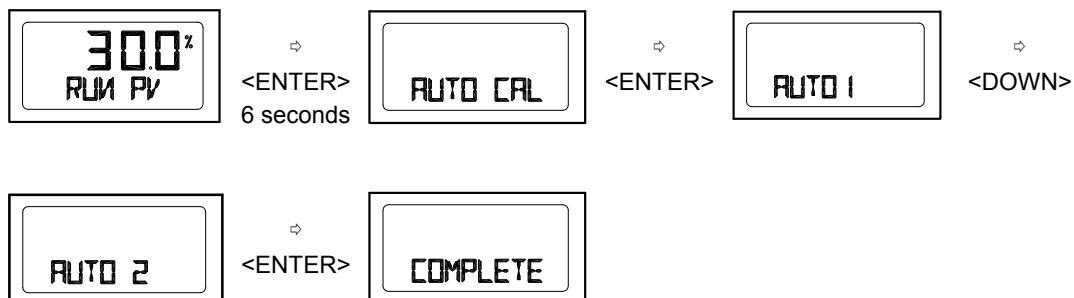 30.0%
RUN PV
⇨
<ENTER>
6 seconds
AUTO CAL
⇨
<ENTER>
AUTO 1
⇨
<DOWN>
AUTO 2
⇨
<ENTER>
COMPLETE